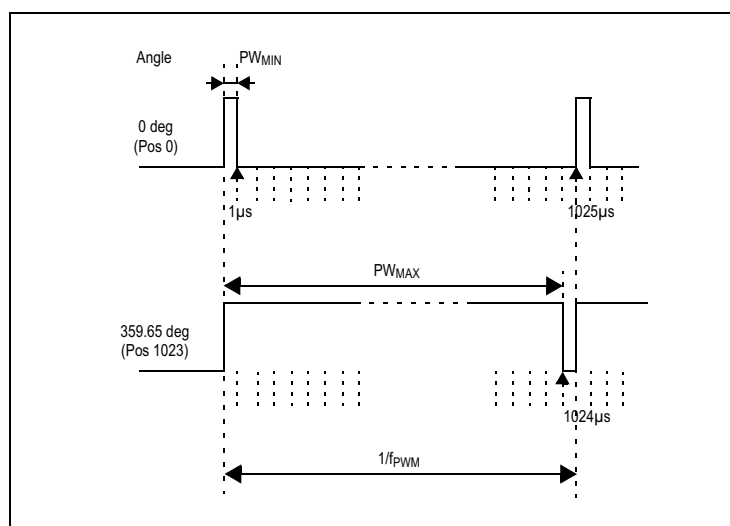 Angle
PWMIN
0 deg
(Pos 0)
1µs
1025µs
PWMAX
359.65 deg
(Pos 1023)
1024µs
1/fPWM